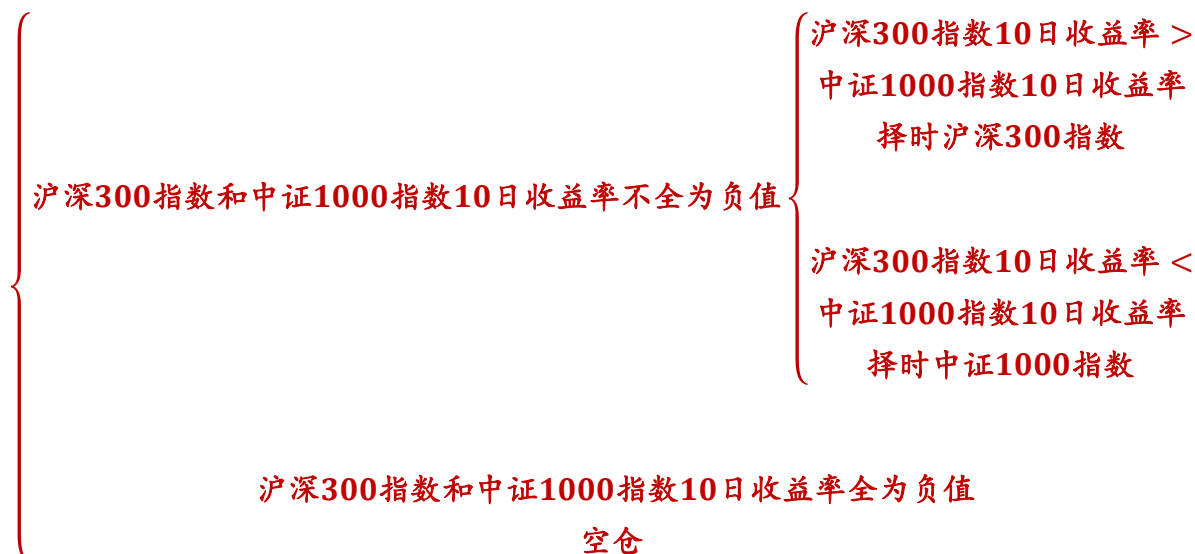 沪深300指数和中证1000指数10日收益率不全为负值
沪深300指数10日收益率 >
中证1000指数10日收益率
择时沪深300指数
沪深300指数10日收益率 <
中证1000指数10日收益率
择时中证1000指数
沪深300指数和中证1000指数10日收益率全为负值
空仓